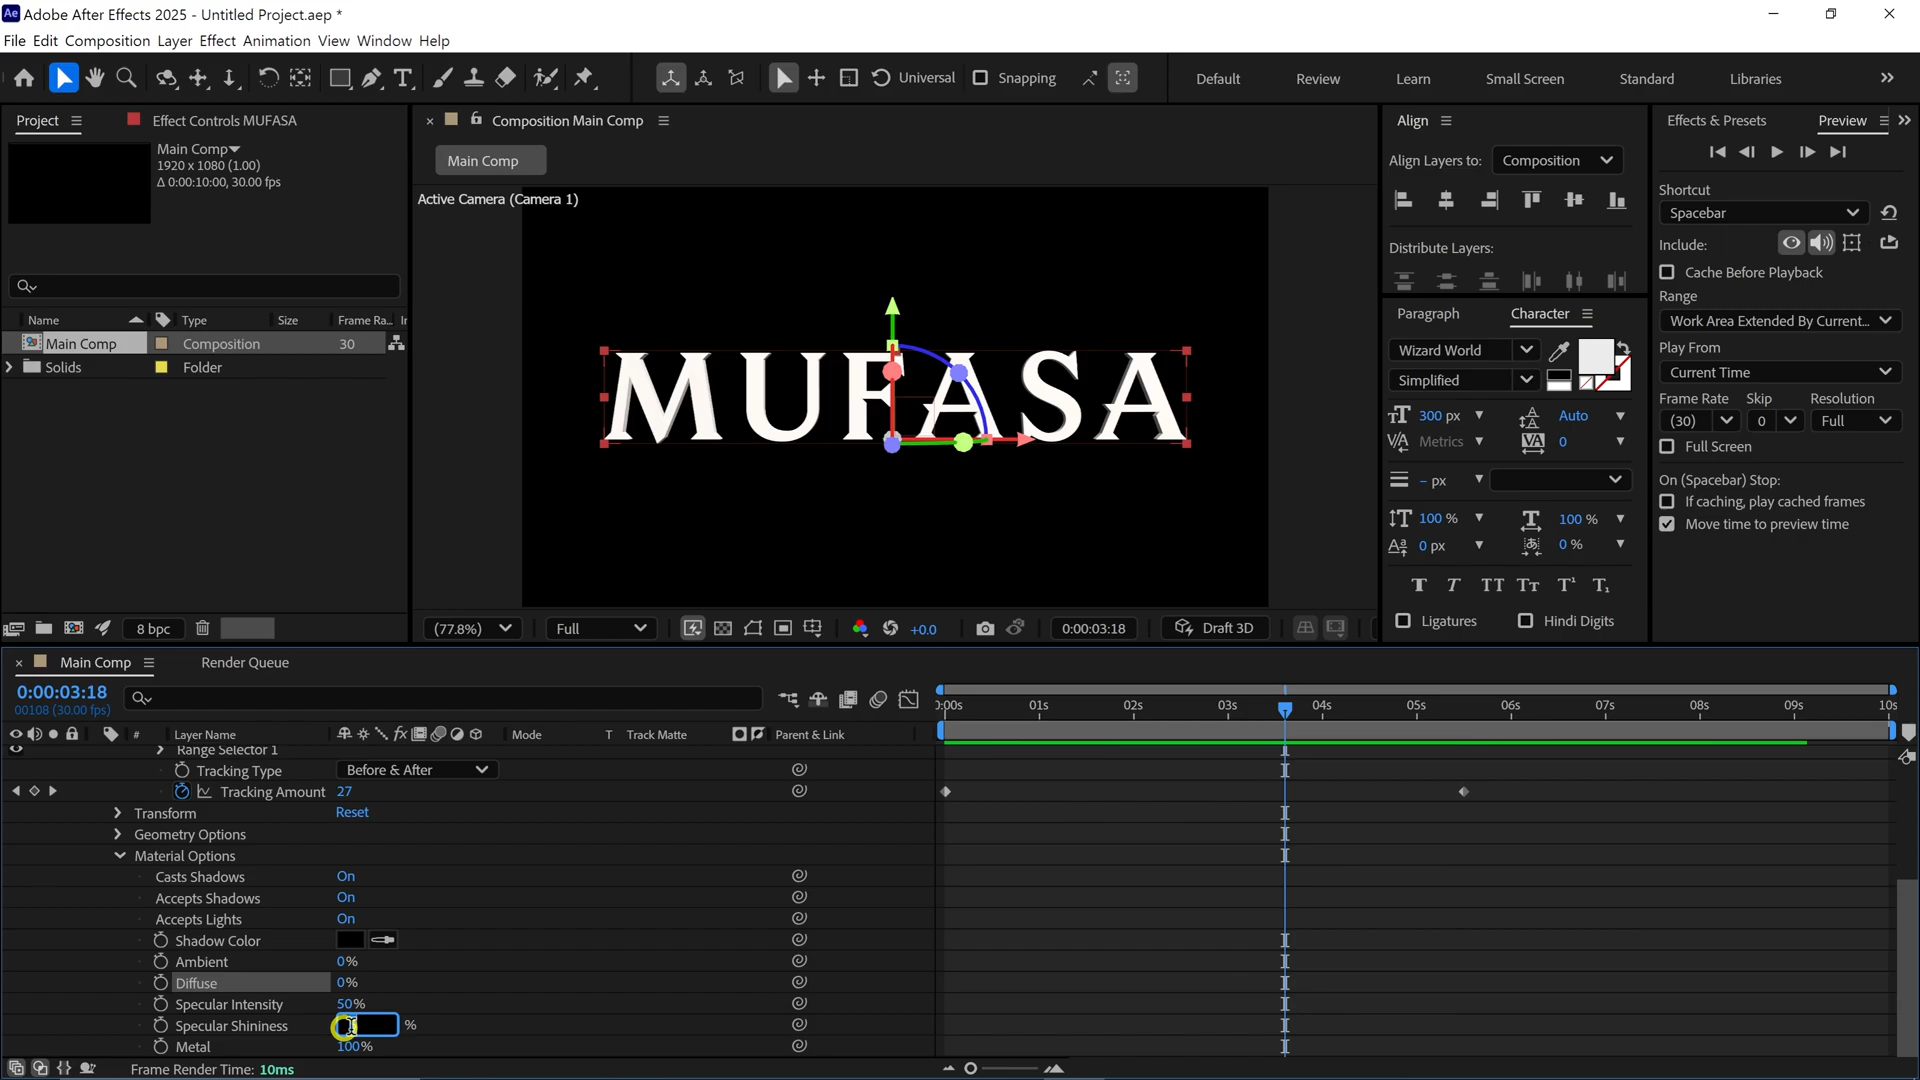 Adobe After Effects 2025 - Untitled Project.aep *
File Edit Composition Layer Effect Animation View Window Help
Universal Snapping Default Review Learn Small Screen Standard Libraries
Project
Effect Controls MUFASA
Main Comp
1920 x 1080 (1.00)
Δ 0:00:10:00, 30.00 fps
Name Type Size Frame Ra... In
Main Comp Composition 30
Solids Folder
8 bpc
Composition Main Comp
Main Comp
Active Camera (Camera 1)
MUFASA
(77.8%) Full +0.0 0:00:03:18 Draft 3D
Align
Align Layers to: Composition
Distribute Layers:
Paragraph Character
Wizard World
Simplified
300 px Auto
Metrics 0
– px
100 % 100 %
0 px 0 %
Ligatures Hindi Digits
Effects & Presets Preview
Shortcut
Spacebar
Include:
Cache Before Playback
Range
Work Area Extended By Current...
Play From
Current Time
Frame Rate Skip Resolution
(30) 0 Full
Full Screen
On (Spacebar) Stop:
If caching, play cached frames
Move time to preview time
Main Comp Render Queue
0:00:03:18
00108 (30.00 fps)
# Layer Name Mode T Track Matte Parent & Link
0:00s 01s 02s 03s 04s 05s 06s 07s 08s 09s 10s
Range Selector 1
Tracking Type Before & After
Tracking Amount 27
Transform Reset
Geometry Options
Material Options
Casts Shadows On
Accepts Shadows On
Accepts Lights On
Shadow Color
Ambient 0%
Diffuse 0%
Specular Intensity 50%
Specular Shininess %
Metal 100%
Frame Render Time: 10ms